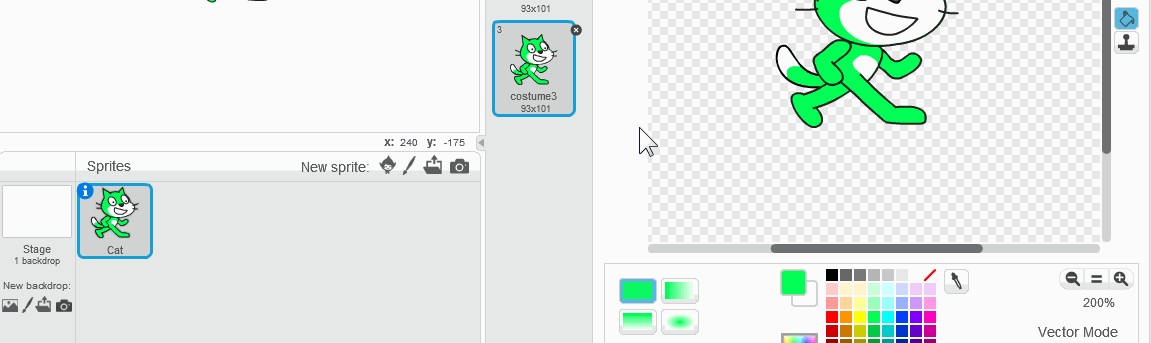 93x101
3
costume3
93x101
x: 240 y: -175
Sprites
New sprite:
i
Cat
Stage
1 backdrop
New backdrop:
200%
Vector Mode